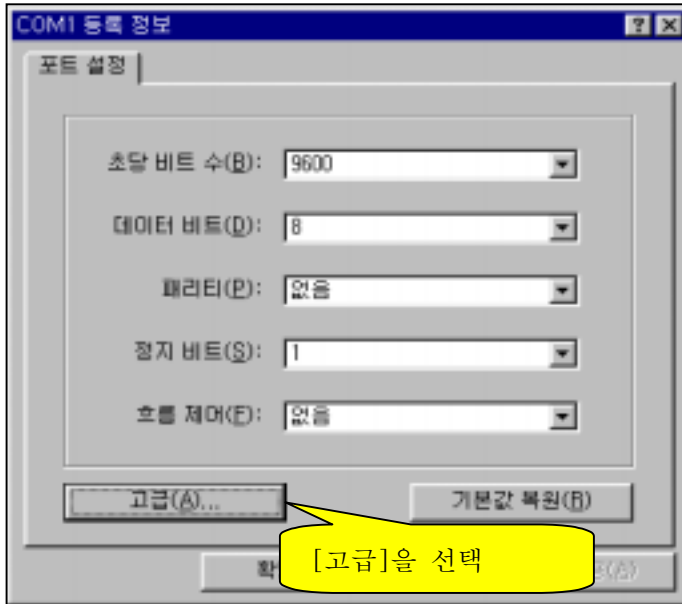 COM1 등록 정보
포트 설정
초당 비트 수(B): 9600
데이터 비트(D): 8
패리티(P): 없음
정지 비트(S): 1
흐름 제어(F): 없음
고급(A)... 기본값 복원(R)
[고급]을 선택
확
(A)